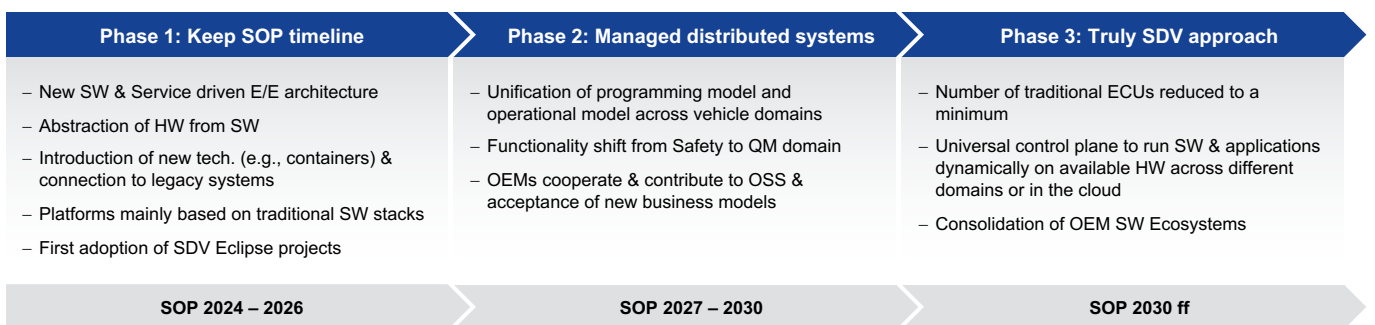 Phase 1: Keep SOP timeline
– New SW & Service driven E/E architecture
– Abstraction of HW from SW
– Introduction of new tech. (e.g., containers) &
connection to legacy systems
– Platforms mainly based on traditional SW stacks
– First adoption of SDV Eclipse projects
SOP 2024 – 2026
Phase 2: Managed distributed systems
– Unification of programming model and
operational model across vehicle domains
– Functionality shift from Safety to QM domain
– OEMs cooperate & contribute to OSS &
acceptance of new business models
SOP 2027 – 2030
Phase 3: Truly SDV approach
– Number of traditional ECUs reduced to a
minimum
– Universal control plane to run SW & applications
dynamically on available HW across different
domains or in the cloud
– Consolidation of OEM SW Ecosystems
SOP 2030 ff